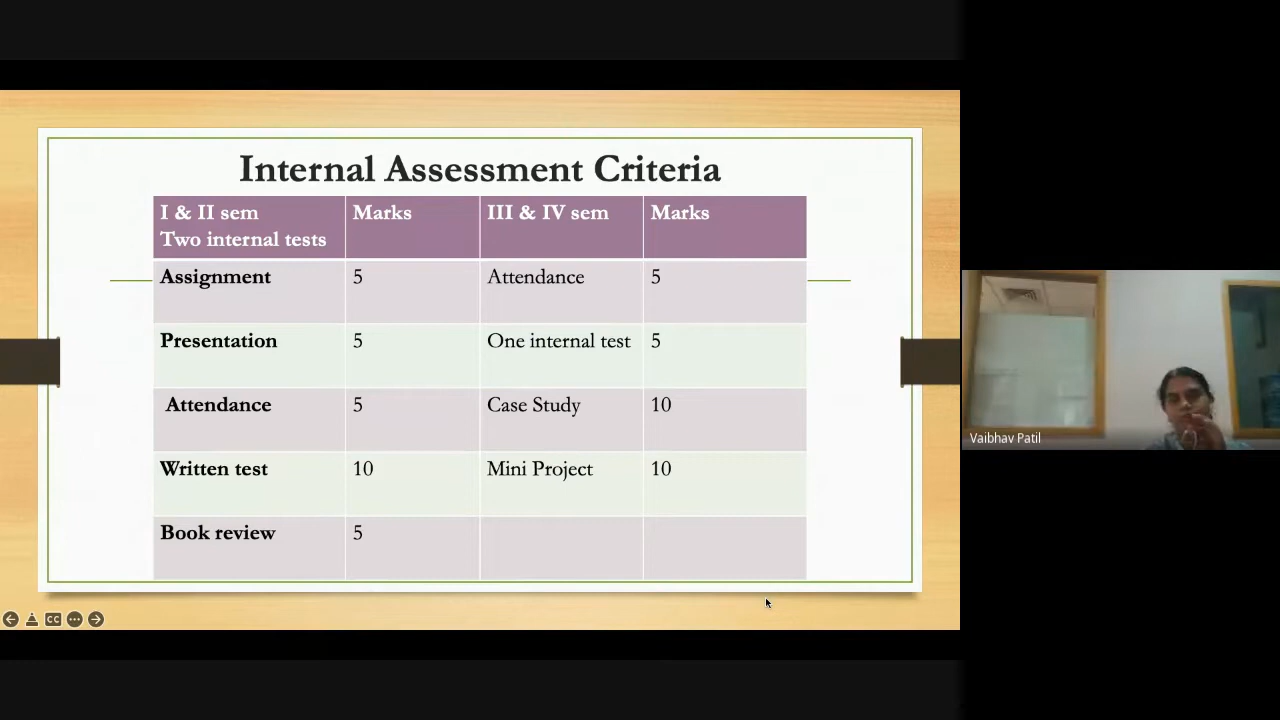 Internal Assessment Criteria
I & II sem
Two internal tests
Marks
III & IV sem
Marks
Assignment
5
Attendance
5
Presentation
5
One internal test
5
Attendance
5
Case Study
10
Written test
10
Mini Project
10
Book review
5
CC
Vaibhav Patil